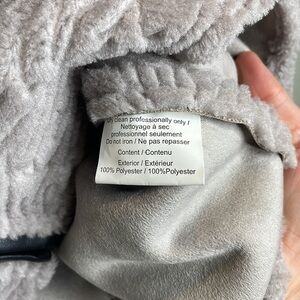 clean professionally only /
Nettoyage à sec
professionnel seulement
Do not iron / Ne pas repasser
Content / Contenu
Exterior / Extérieur
100% Polyester / 100%Polyester